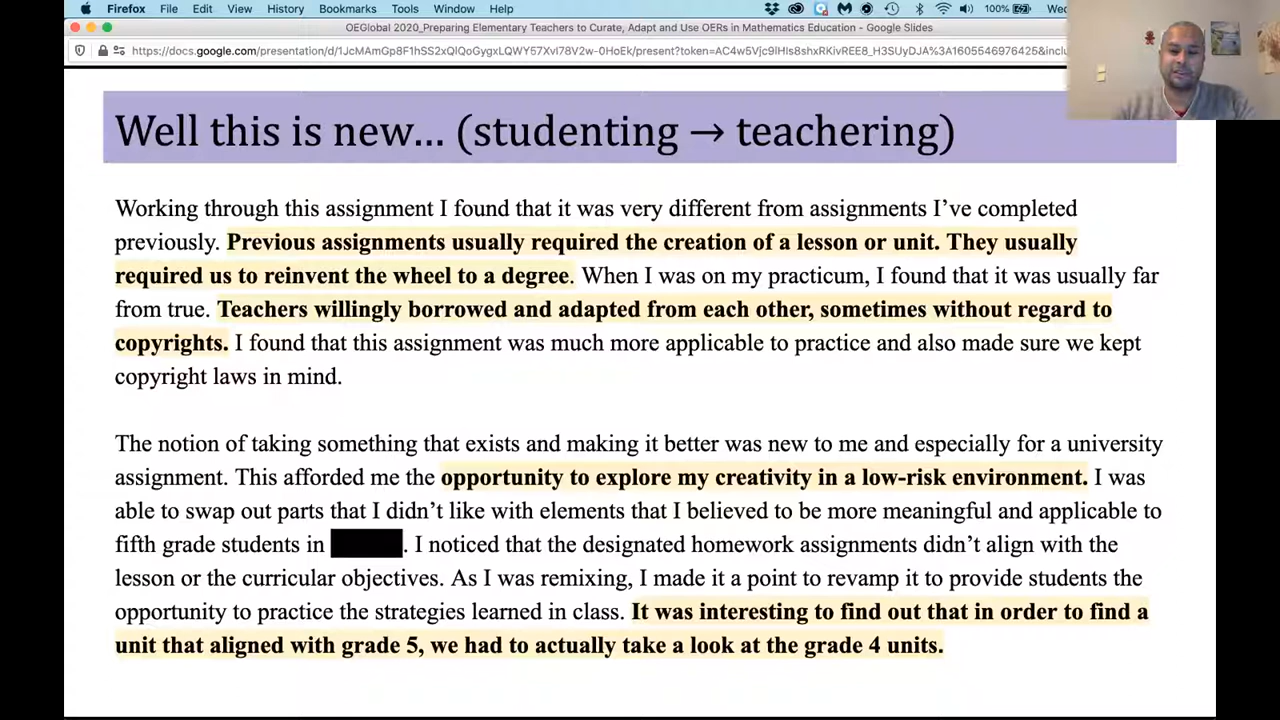 Firefox File Edit View History Bookmarks Tools Window Help 100% Wed
OEGlobal 2020_Preparing Elementary Teachers to Curate, Adapt and Use OERs in Mathematics Education - Google Slides
Well this is new... (studenting → teachering)
Working through this assignment I found that it was very different from assignments I’ve completed
previously. Previous assignments usually required the creation of a lesson or unit. They usually
required us to reinvent the wheel to a degree. When I was on my practicum, I found that it was usually far
from true. Teachers willingly borrowed and adapted from each other, sometimes without regard to
copyrights. I found that this assignment was much more applicable to practice and also made sure we kept
copyright laws in mind.
The notion of taking something that exists and making it better was new to me and especially for a university
assignment. This afforded me the opportunity to explore my creativity in a low-risk environment. I was
able to swap out parts that I didn’t like with elements that I believed to be more meaningful and applicable to
fifth grade students in . I noticed that the designated homework assignments didn’t align with the
lesson or the curricular objectives. As I was remixing, I made it a point to revamp it to provide students the
opportunity to practice the strategies learned in class. It was interesting to find out that in order to find a
unit that aligned with grade 5, we had to actually take a look at the grade 4 units.